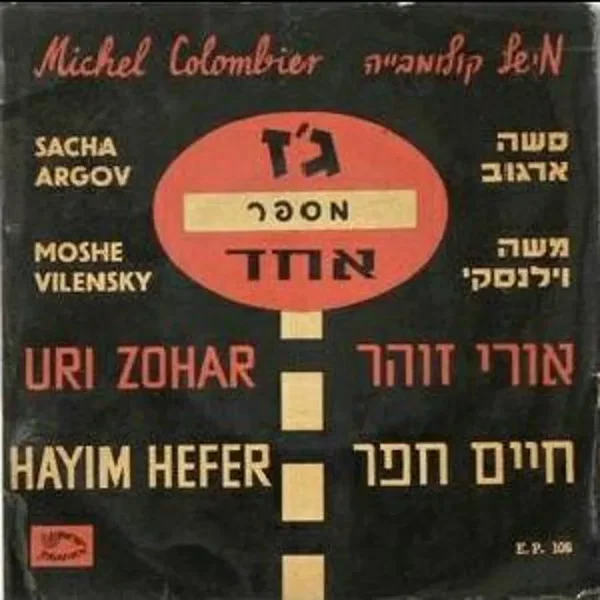 Michel Colombier מישל קולומבייה
SACHA
ARGOV
ג'ז
מספר
אחד
סשה
ארגוב
MOSHE
VILENSKY
משה
וילנסקי
URI ZOHAR אורי זוהר
HAYIM HEFER חיים חפר
E. P. 106